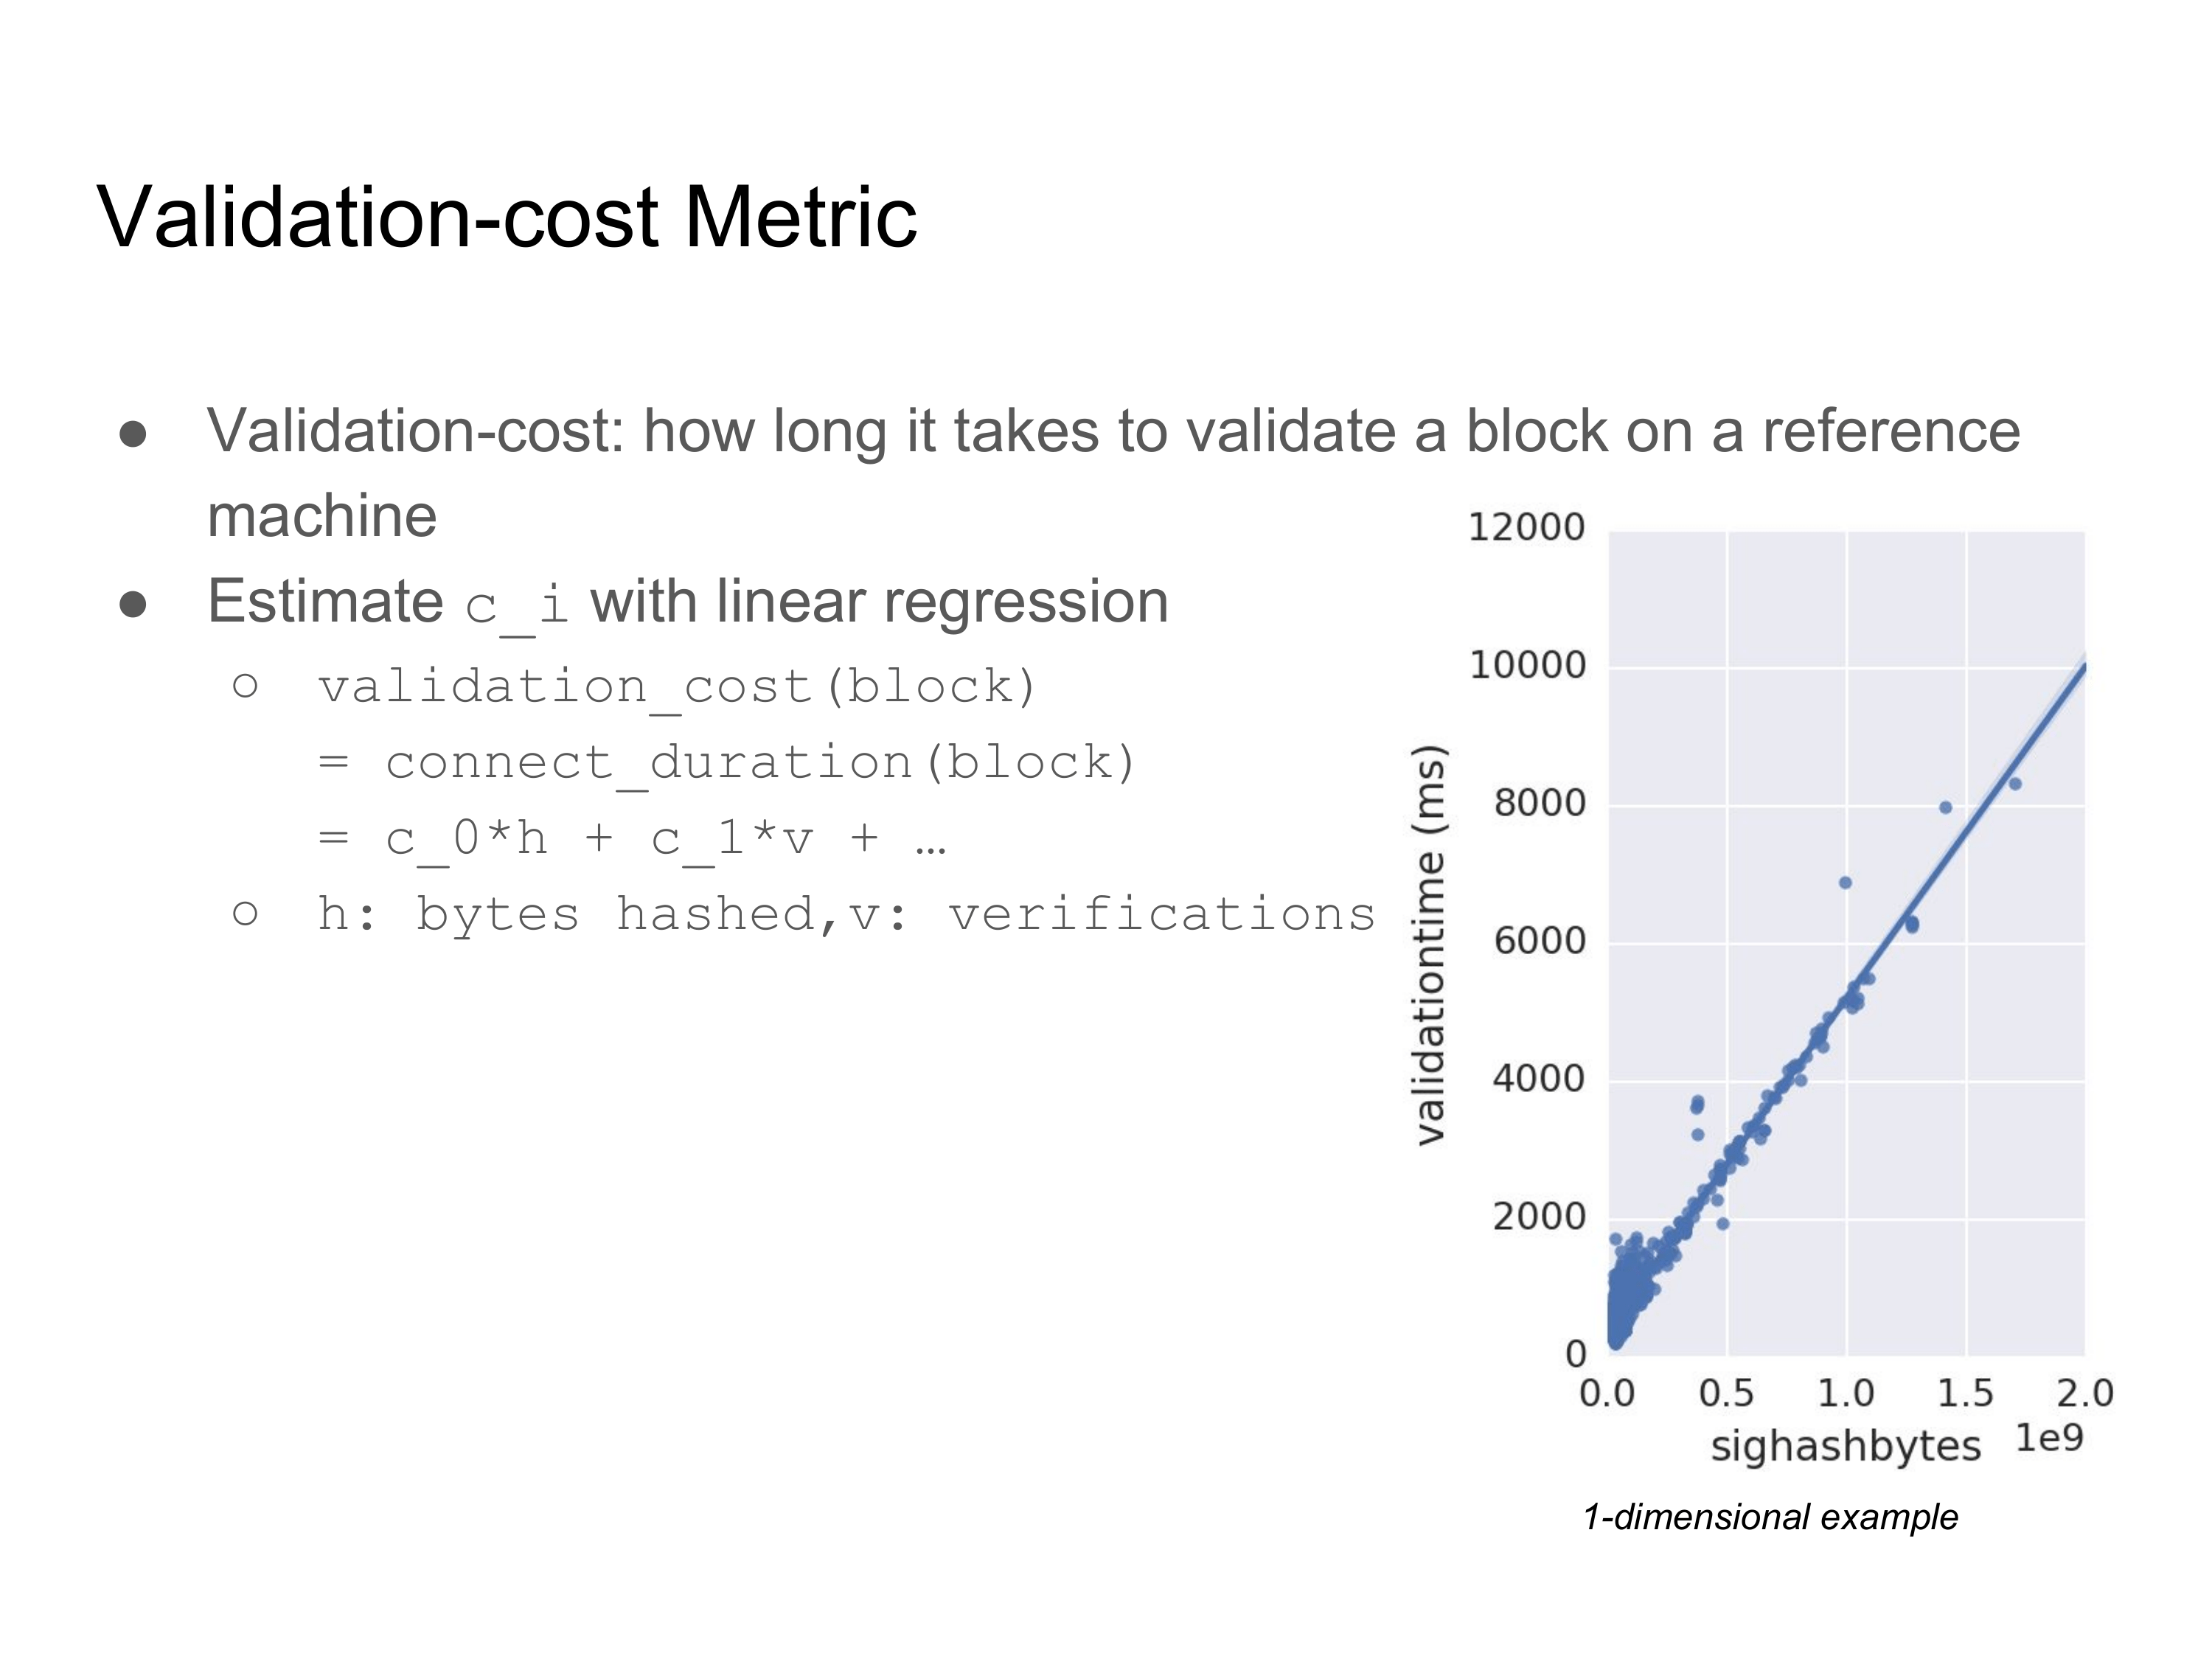 Validation-cost Metric
● Validation-cost: how long it takes to validate a block on a reference
machine
● Estimate c_i with linear regression
○ validation_cost(block)
= connect_duration(block)
= c_0*h + c_1*v + …
○ h: bytes hashed,v: verifications
12000
10000
8000
6000
4000
2000
0
validationtime (ms)
0.0 0.5 1.0 1.5 2.0
sighashbytes 1e9
1-dimensional example